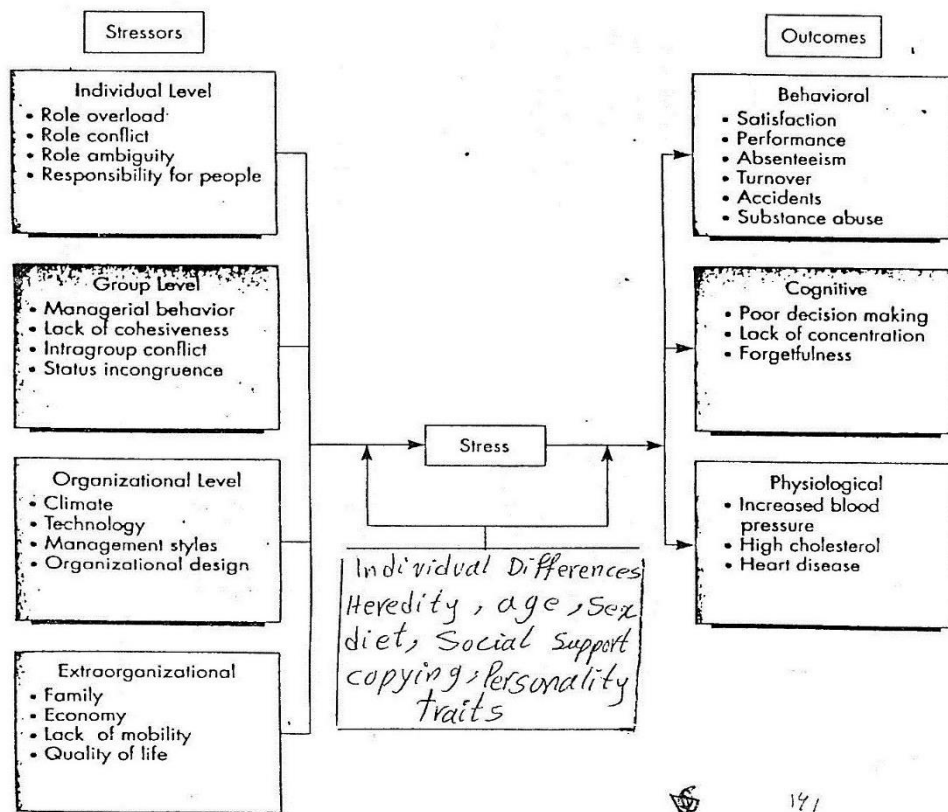 Stressors
Individual Level
• Role overload
• Role conflict
• Role ambiguity
• Responsibility for people
Group Level
• Managerial behavior
• Lack of cohesiveness
• Intragroup conflict
• Status incongruence
Organizational Level
• Climate
• Technology
• Management styles
• Organizational design
Extraorganizational
• Family
• Economy
• Lack of mobility
• Quality of life
Stress
Individual Differences
Heredity, age, Sex
diet, Social Support
copying, Personality
traits
Outcomes
Behavioral
• Satisfaction
• Performance
• Absenteeism
• Turnover
• Accidents
• Substance abuse
Cognitive
• Poor decision making
• Lack of concentration
• Forgetfulness
Physiological
• Increased blood
pressure
• High cholesterol
• Heart disease